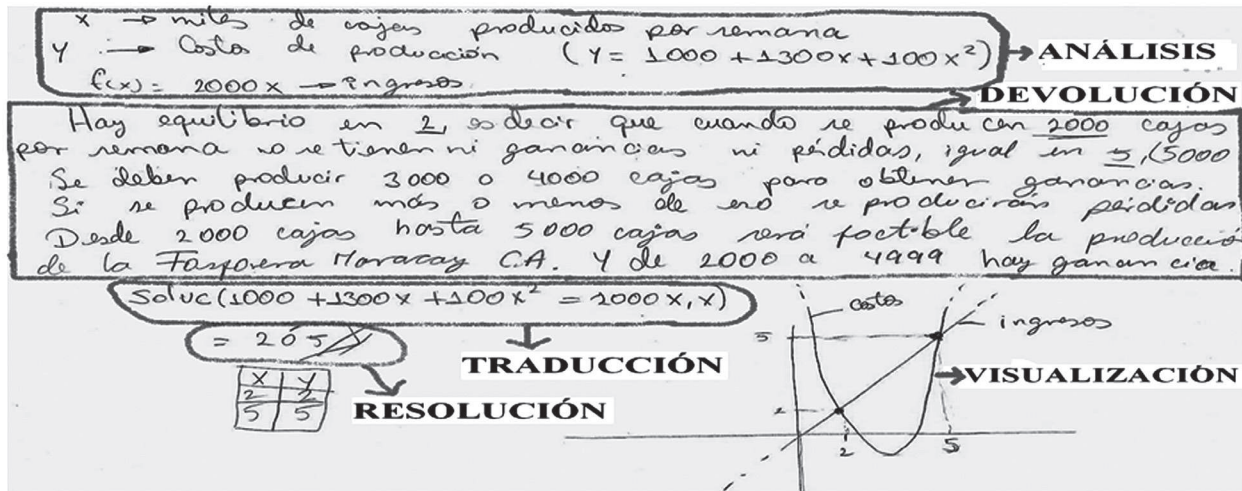 x → miles de cajas producidos por semana
y → Costo de producción (y = 1000 + 1300x + 100x²)
f(x) = 2000x → ingresos
ANÁLISIS
DEVOLUCIÓN
Hay equilibrio en 2, es decir que cuando se producen 2000 cajas
por semana no se tienen ni ganancias ni pérdidas, igual en 5, (5000
Se deben producir 3000 o 4000 cajas para obtener ganancias.
Si se producen más o menos de eso se producirán pérdidas
Desde 2000 cajas hasta 5000 cajas será factible la producció
de la Fosforera Maracay C.A. Y de 2000 a 4999 hay ganancia.
Soluc(1000 + 1300x + 100x² = 2000x, x)
= 2 ó 5
TRADUCCIÓN
RESOLUCIÓN
x y
2 2
5 5
costos
ingresos
VISUALIZACIÓN
5
2
2 5